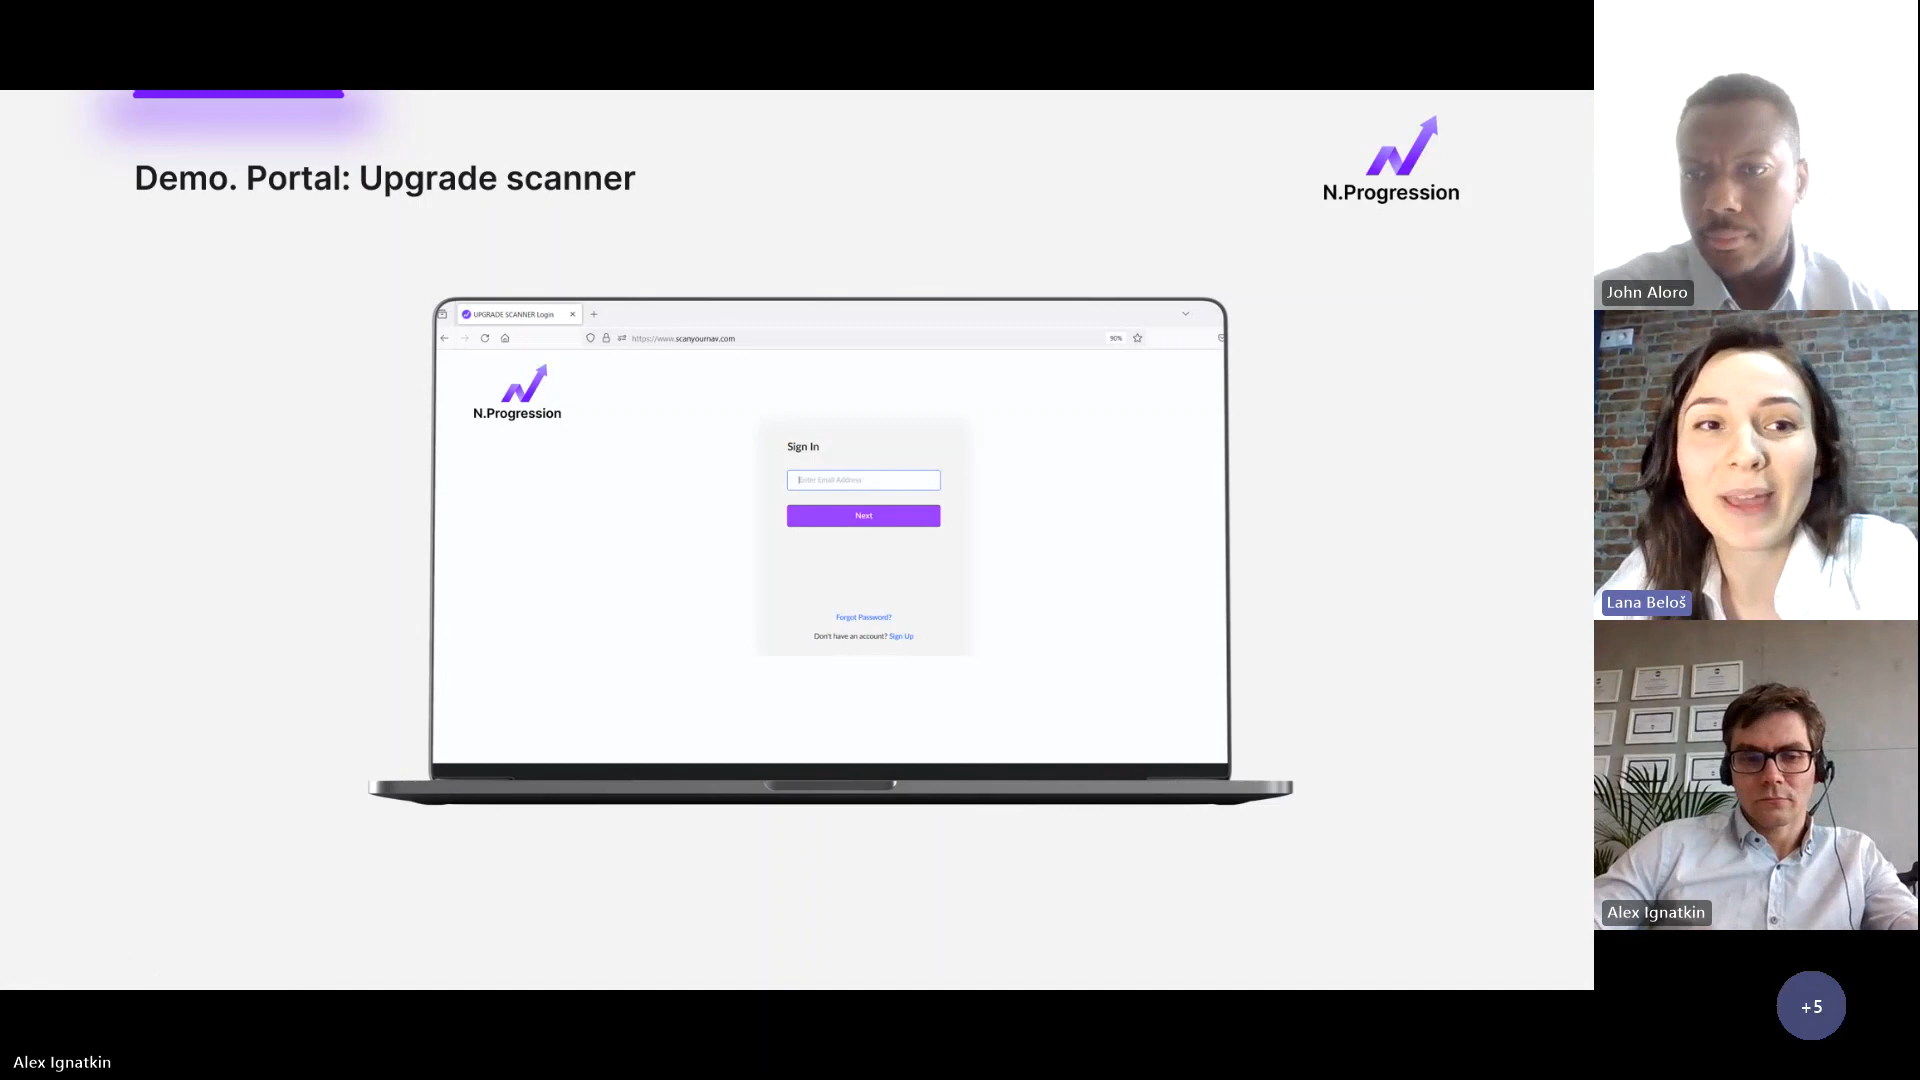 Demo. Portal: Upgrade scanner
N.Progression
UPGRADE SCANNER Login
https://www.scanyournav.com
90%
N.Progression
Sign In
Enter Email Address
Next
Forgot Password?
Don't have an account? Sign Up
John Aloro
Lana Beloš
Alex Ignatkin
+5
Alex Ignatkin